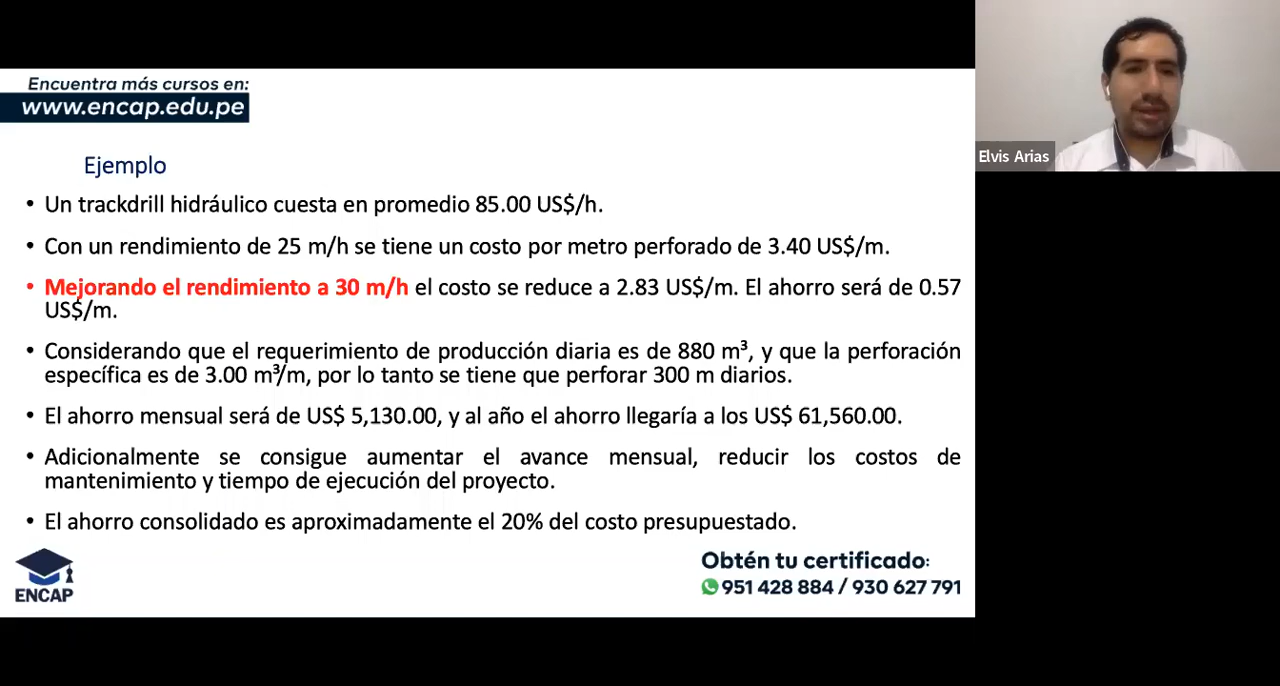 Encuentra más cursos en:
www.encap.edu.pe
Elvis Arias
Ejemplo
• Un trackdrill hidráulico cuesta en promedio 85.00 US$/h.
• Con un rendimiento de 25 m/h se tiene un costo por metro perforado de 3.40 US$/m.
• Mejorando el rendimiento a 30 m/h el costo se reduce a 2.83 US$/m. El ahorro será de 0.57
US$/m.
• Considerando que el requerimiento de producción diaria es de 880 m³, y que la perforación
específica es de 3.00 m³/m, por lo tanto se tiene que perforar 300 m diarios.
• El ahorro mensual será de US$ 5,130.00, y al año el ahorro llegaría a los US$ 61,560.00.
• Adicionalmente se consigue aumentar el avance mensual, reducir los costos de
mantenimiento y tiempo de ejecución del proyecto.
• El ahorro consolidado es aproximadamente el 20% del costo presupuestado.
ENCAP
Obtén tu certificado:
951 428 884 / 930 627 791